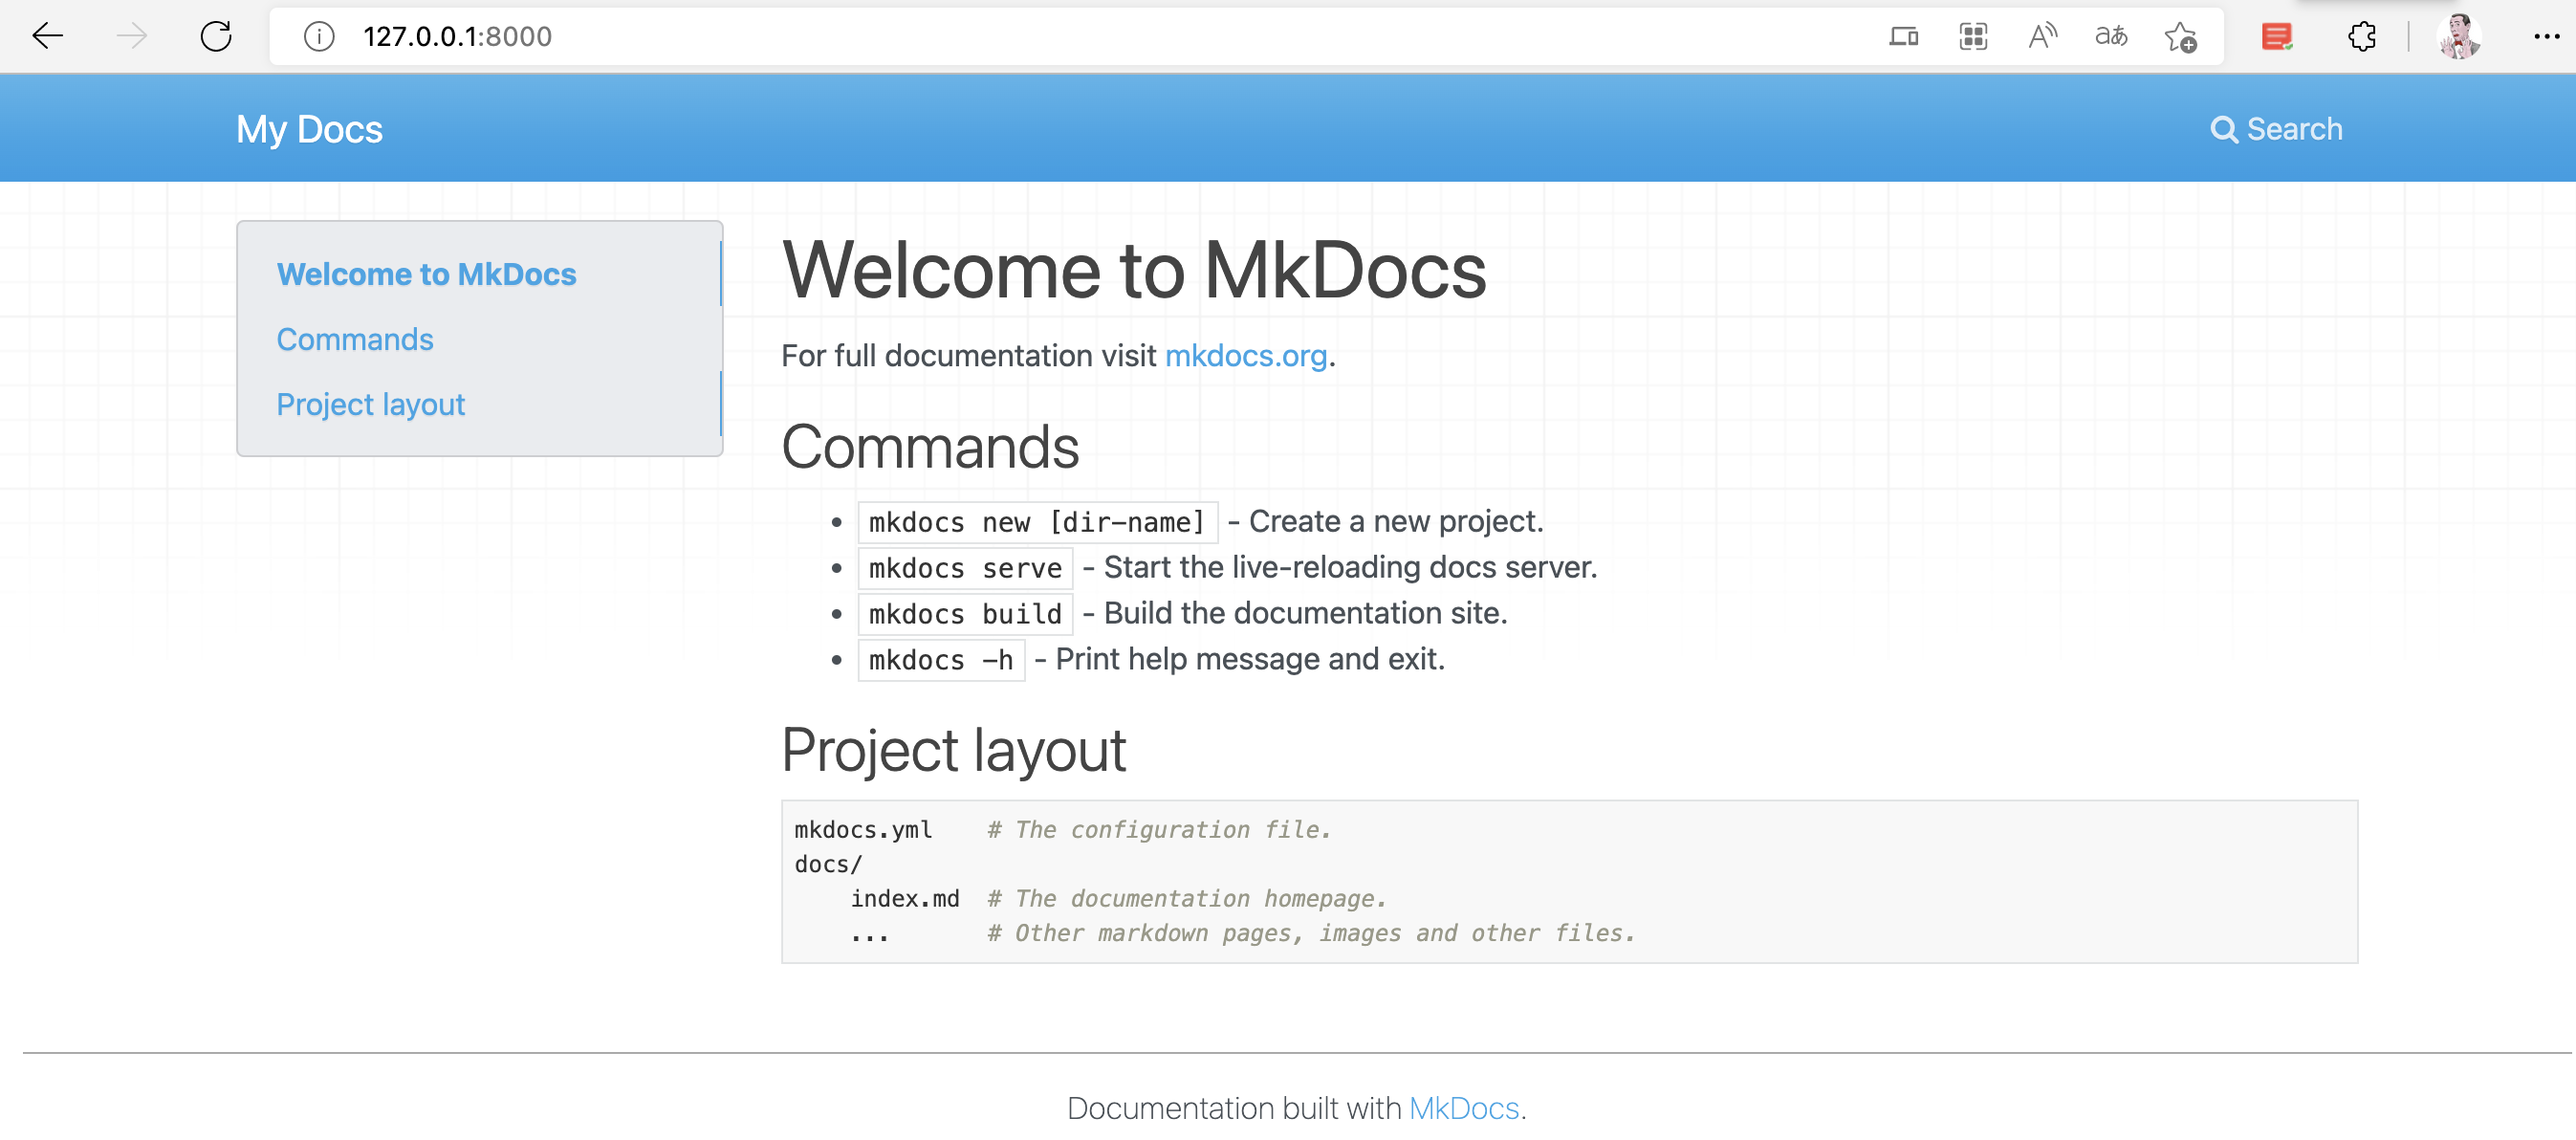 127.0.0.1:8000
aあ
My Docs
Search
Welcome to MkDocs
Commands
Project layout
Welcome to MkDocs
For full documentation visit mkdocs.org.
Commands
• mkdocs new [dir-name] - Create a new project.
• mkdocs serve - Start the live-reloading docs server.
• mkdocs build - Build the documentation site.
• mkdocs -h - Print help message and exit.
Project layout
mkdocs.yml    # The configuration file.
docs/
    index.md  # The documentation homepage.
    ...       # Other markdown pages, images and other files.
Documentation built with MkDocs.